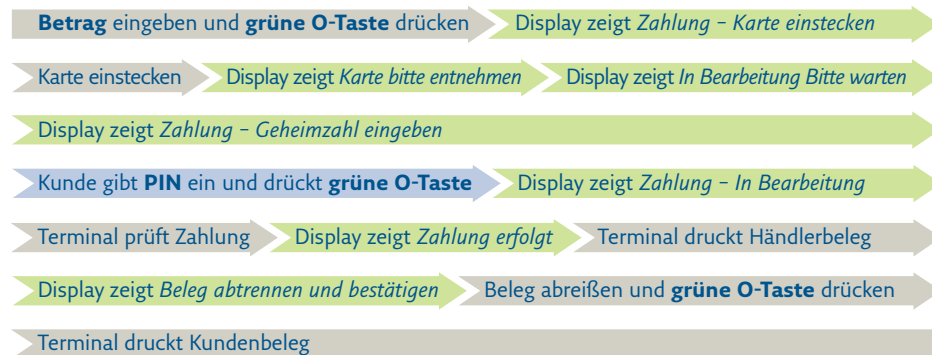 Betrag eingeben und grüne O-Taste drücken Display zeigt Zahlung – Karte einstecken
Karte einstecken Display zeigt Karte bitte entnehmen Display zeigt In Bearbeitung Bitte warten
Display zeigt Zahlung – Geheimzahl eingeben
Kunde gibt PIN ein und drückt grüne O-Taste Display zeigt Zahlung – In Bearbeitung
Terminal prüft Zahlung Display zeigt Zahlung erfolgt Terminal druckt Händlerbeleg
Display zeigt Beleg abtrennen und bestätigen Beleg abreißen und grüne O-Taste drücken
Terminal druckt Kundenbeleg